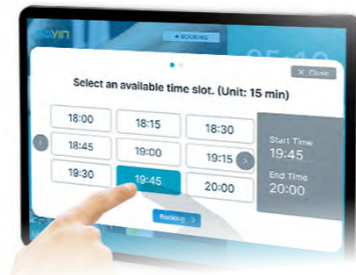 BOOKING
Close
Select an available time slot. (Unit: 15 min)
18:00
18:15
18:30
18:45
19:00
19:15
19:30
19:45
20:00
Start Time
19:45
End Time
20:00
Booking